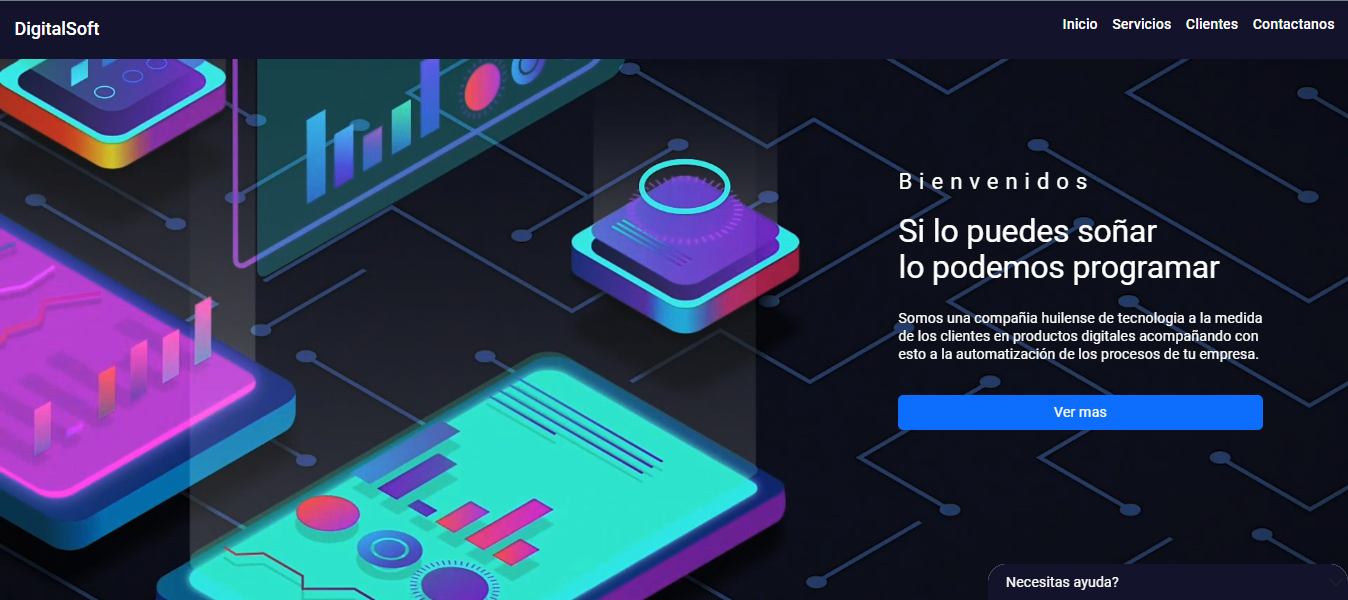 DigitalSoft
Inicio Servicios Clientes Contactanos
Bienvenidos
Si lo puedes soñar
lo podemos programar
Somos una compañia huilense de tecnologia a la medida
de los clientes en productos digitales acompañando con
esto a la automatización de los procesos de tu empresa.
Ver mas
Necesitas ayuda?